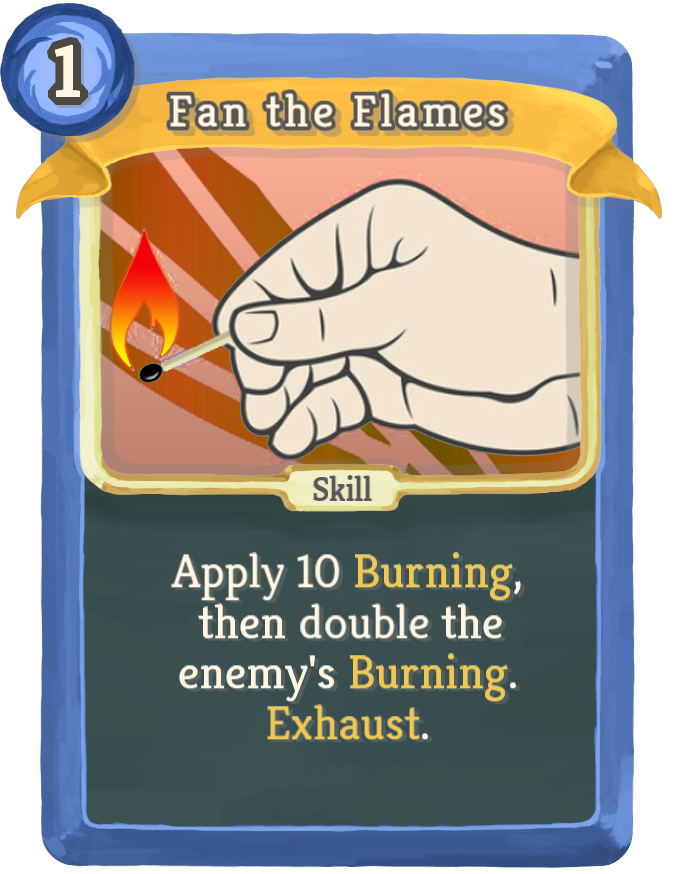 1
Fan the Flames
Skill
Apply 10 Burning,
then double the
enemy's Burning.
Exhaust.